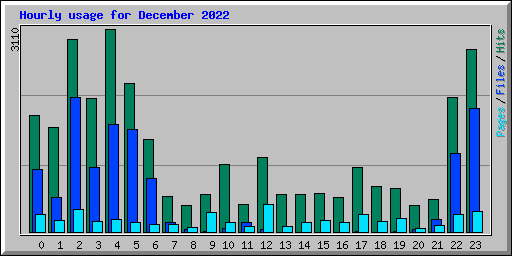 Hourly usage for December 2022
3110
Pages/Files/Hits
0 1 2 3 4 5 6 7 8 9 10 11 12 13 14 15 16 17 18 19 20 21 22 23